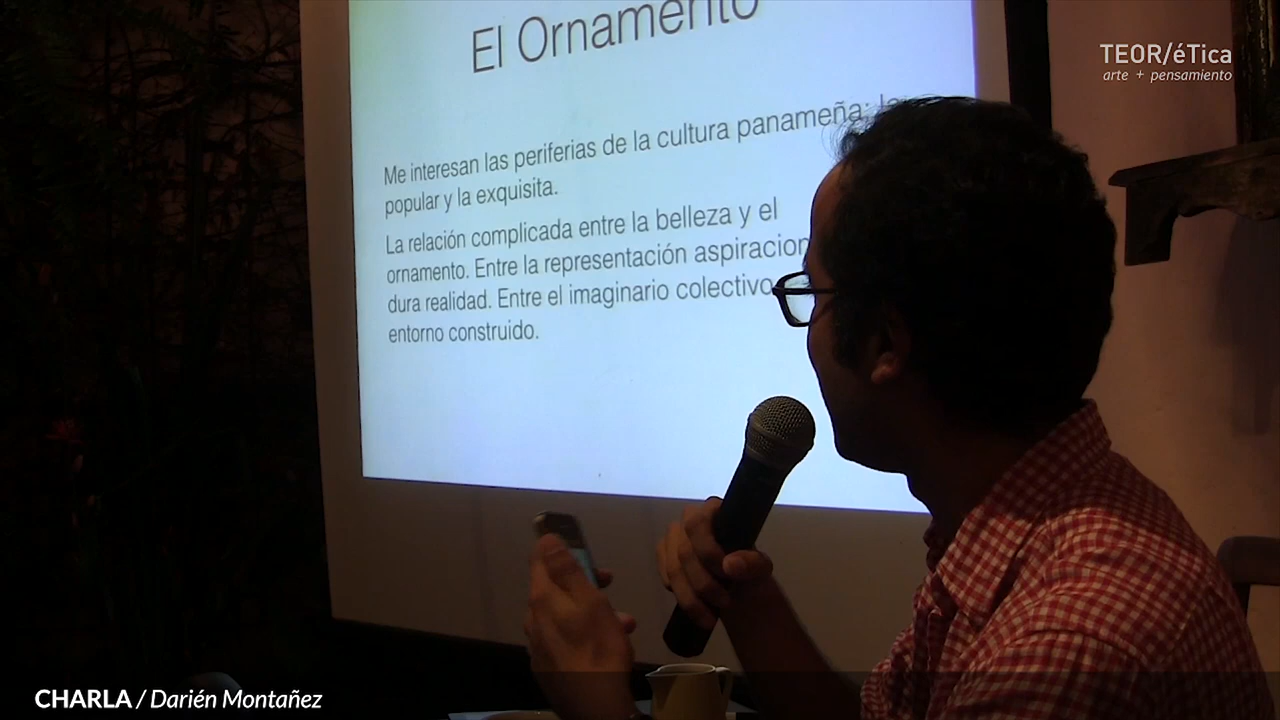 El Ornamento
TEOR/éTica
arte + pensamiento
Me interesan las periferias de la cultura panameña: la
popular y la exquisita.
La relación complicada entre la belleza y el
ornamento. Entre la representación
dura realidad. Entre el imaginario colectivo
entorno construido.
CHARLA / Darién Montañez